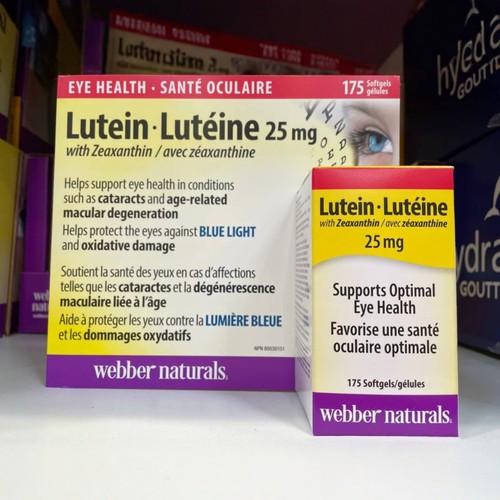 EYE HEALTH · SANTÉ OCULAIRE 175 Softgels gélules
Lutein · Lutéine 25 mg
with Zeaxanthin / avec zéaxanthine
Helps support eye health in conditions
such as cataracts and age-related
macular degeneration
Helps protect the eyes against BLUE LIGHT
and oxidative damage
Soutient la santé des yeux en cas d'affections
telles que les cataractes et la dégénérescence
maculaire liée à l'âge
Aide à protéger les yeux contre la LUMIÈRE BLEUE
et les dommages oxydatifs
webber naturals
Lutein · Lutéine
with Zeaxanthin / avec zéaxanthine
25 mg
Supports Optimal
Eye Health
Favorise une santé
oculaire optimale
175 Softgels/gélules
webber naturals
GOUTT
GOUTT